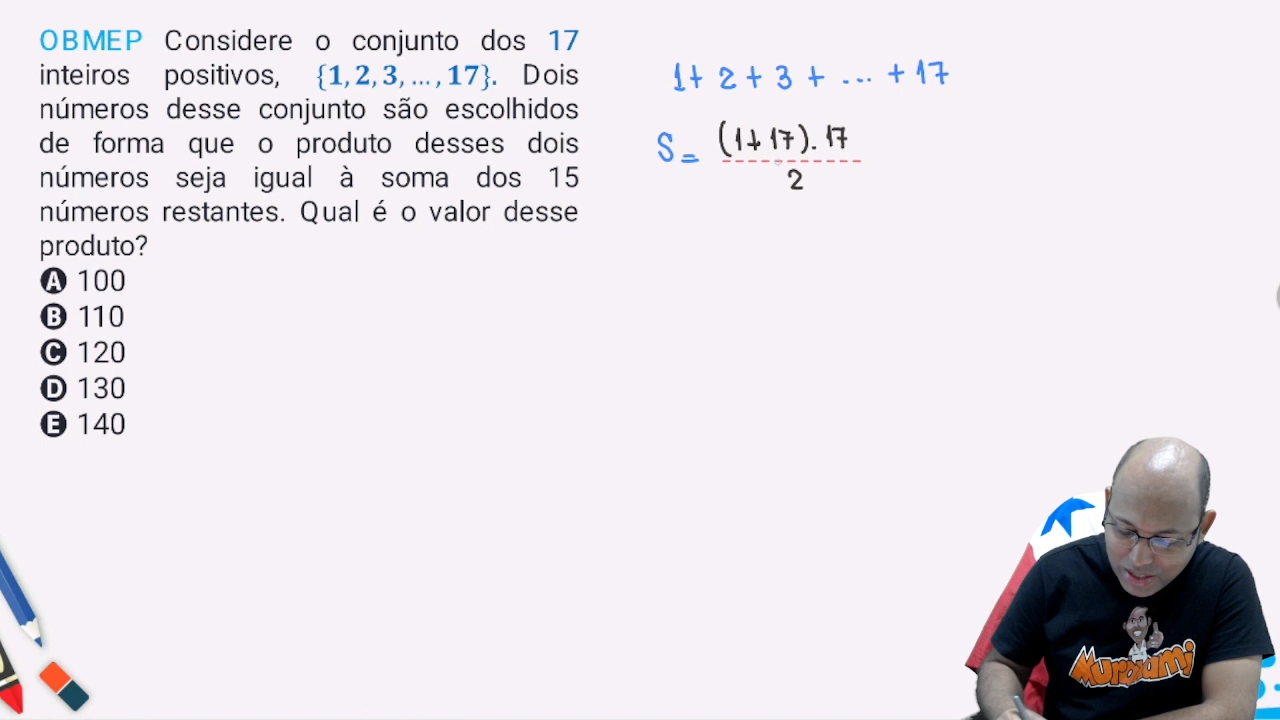 OBMEP Considere o conjunto dos 17
inteiros positivos, {1, 2, 3, ..., 17}. Dois
números desse conjunto são escolhidos
de forma que o produto desses dois
números seja igual à soma dos 15
números restantes. Qual é o valor desse
produto?
A 100
B 110
C 120
D 130
E 140
1 + 2 + 3 + ... + 17
S = (1+17). 17
2
Murakami